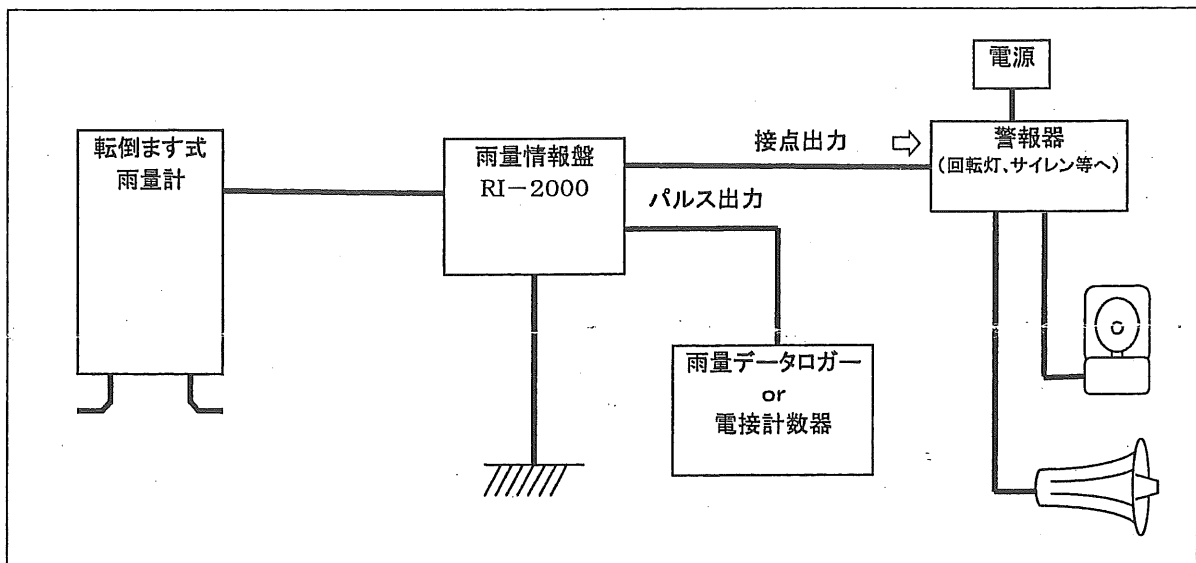 電源
転倒ます式
雨量計
雨量情報盤
RI-2000
接点出力 ⇨
警報器
(回転灯、サイレン等へ)
パルス出力
雨量データロガー
or
電接計数器